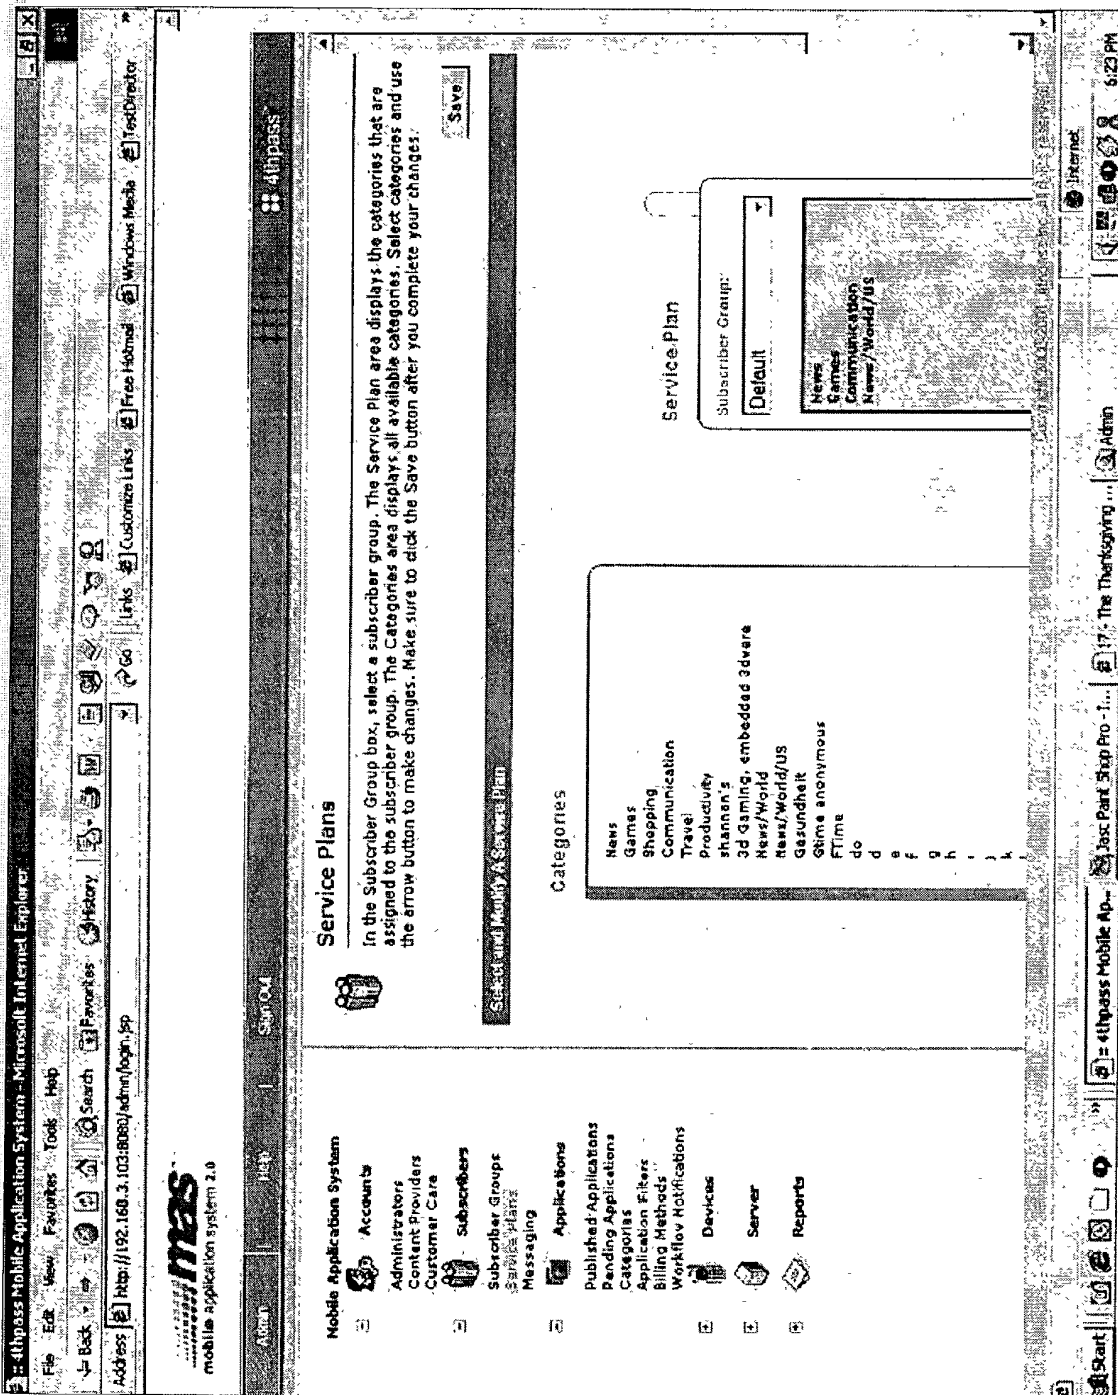 :: 4thpass Mobile Application System - Microsoft Internet Explorer
File Edit View Favorites Tools Help
Back Search Favorites History
Address http://192.168.3.103:8080/admn/login.jsp Go Links Customize Links Free Hotmail Windows Media TestDirector
mas
mobile application system 2.0
Admin | Help | Sign Out
4thpass
Mobile Application System
Accounts
Administrators
Content Providers
Customer Care
Subscribers
Subscriber Groups
Service Plans
Messaging
Applications
Published Applications
Pending Applications
Categories
Application Filters
Billing Methods
Workflow Notifications
Devices
Server
Reports
Service Plans
In the Subscriber Group box, select a subscriber group. The Service Plan area displays the categories that are
assigned to the subscriber group. The Categories area displays all available categories. Select categories and use
the arrow button to make changes. Make sure to click the Save button after you complete your changes.
Save
Select and Modify A Service Plan
Categories
News
Games
Shopping
Communication
Travel
Productivity
shannan's
3d Gaming, embedded 3dware
News/World
News/World/US
Gesundheit
Gtime anonymous
FTime
do
d
e
f
g
h
i
j
k
Service Plan
Subscriber Group:
Default
News
Games
Communication
News/World/US
Internet
Start
:: 4thpass Mobile Ap...
Jasc Paint Shop Pro - I...
17 - The Thanksgiving ...
Admin
6:23 PM